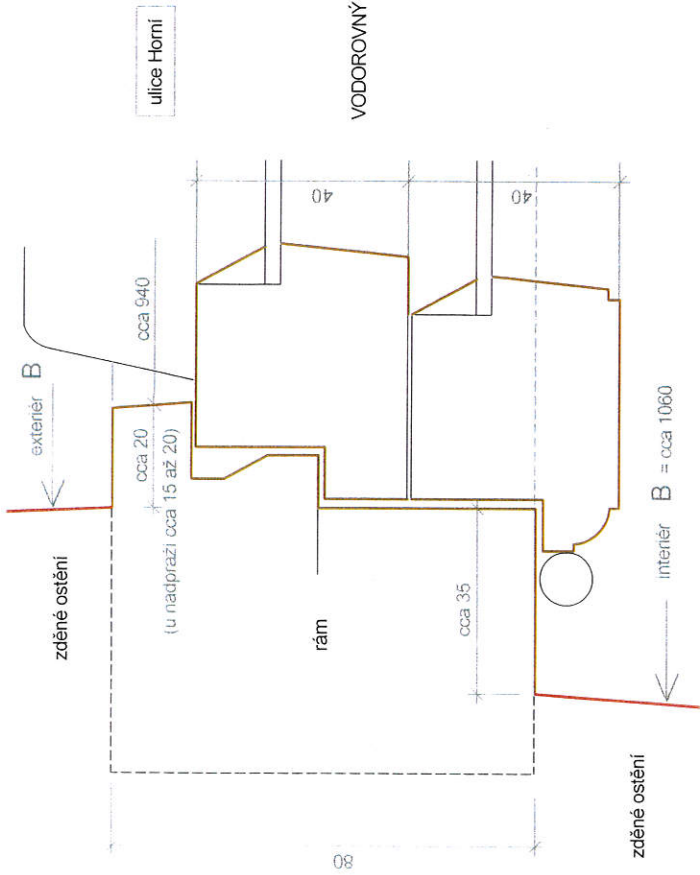 ulice Horní
VODOROVNÝ
exteriér B
cca 940
cca 20
(u nadpraží cca 15 až 20)
zděné ostění
40
40
rám
cca 35
80
interiér B = cca 1060
zděné ostění